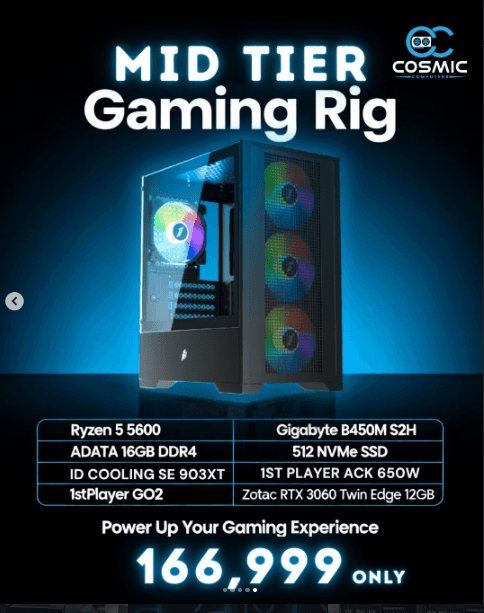 MID TIER
COSMIC
COMPUTERS
Gaming Rig
Ryzen 5 5600
Gigabyte B450M S2H
ADATA 16GB DDR4
512 NVMe SSD
ID COOLING SE 903XT
1ST PLAYER ACK 650W
1stPlayer GO2
Zotac RTX 3060 Twin Edge 12GB
Power Up Your Gaming Experience
166,999 ONLY